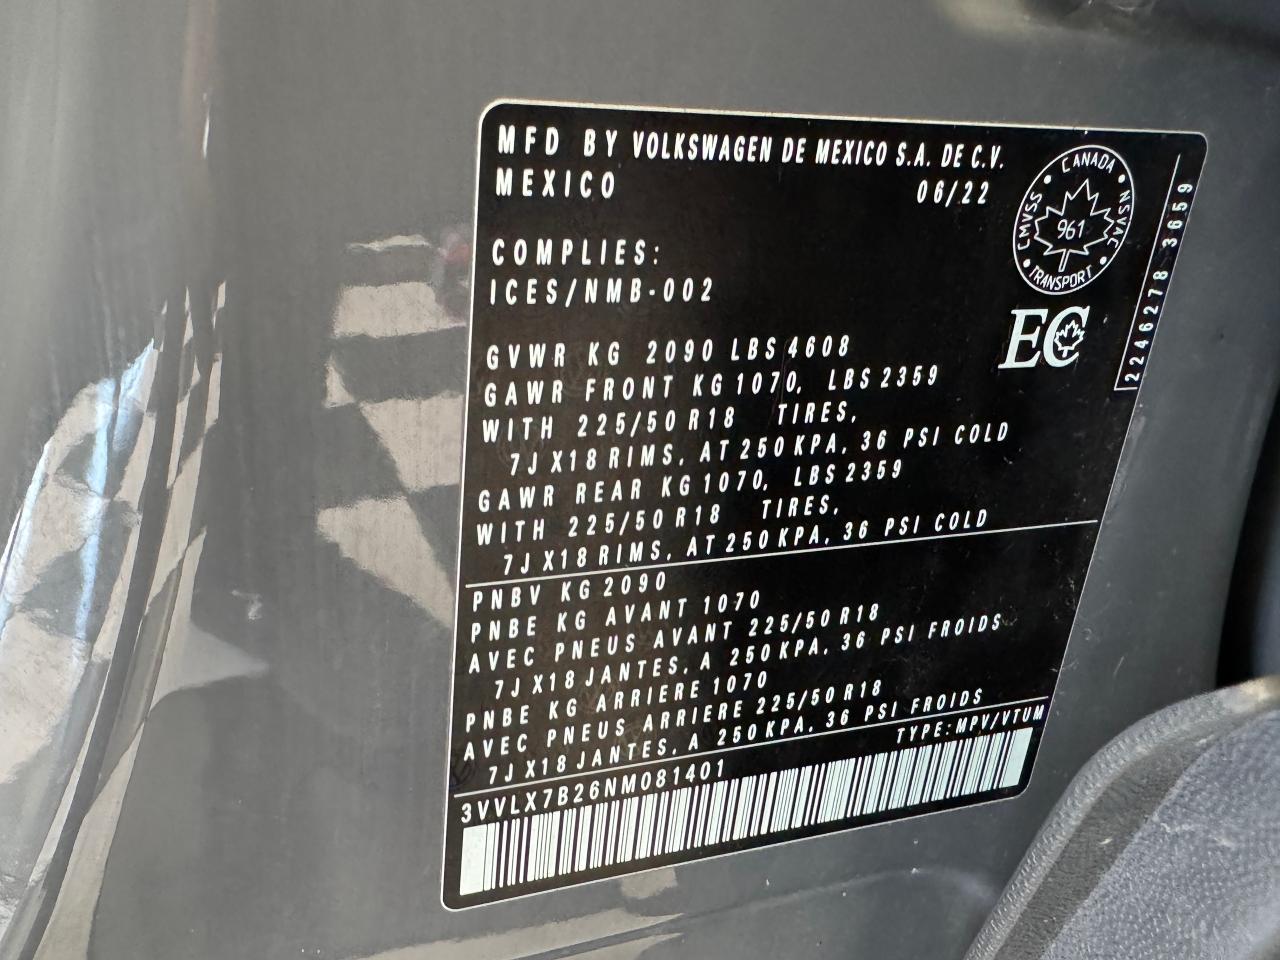 MFD BY VOLKSWAGEN DE MEXICO S.A. DE C.V.
MEXICO 06/22
CANADA
CMVSS
NSVAC
961
TRANSPORT
2246278 3659
COMPLIES:
ICES/NMB-002
EC
GVWR KG 2090 LBS 4608
GAWR FRONT KG 1070, LBS 2359
WITH 225/50 R18 TIRES,
7J X18 RIMS, AT 250 KPA, 36 PSI COLD
GAWR REAR KG 1070, LBS 2359
WITH 225/50 R18 TIRES,
7J X18 RIMS, AT 250 KPA, 36 PSI COLD
PNBV KG 2090
PNBE KG AVANT 1070
AVEC PNEUS AVANT 225/50 R18
7J X18 JANTES, A 250 KPA, 36 PSI FROIDS
PNBE KG ARRIERE 1070
AVEC PNEUS ARRIERE 225/50 R18
7J X18 JANTES, A 250 KPA, 36 PSI FROIDS
3VVLX7B26NM081401 TYPE: MPV/VTUM